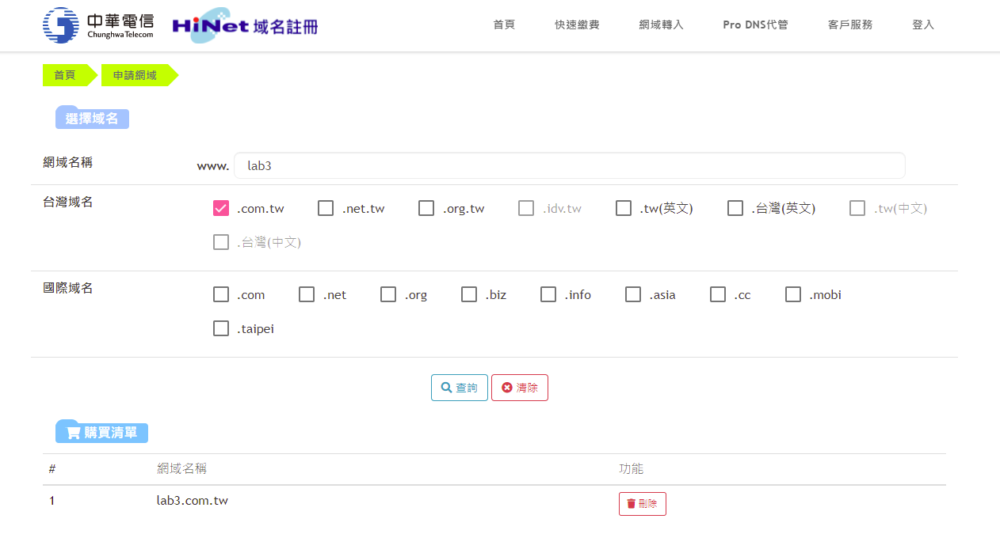 中華電信 Chunghwa Telecom HiNet 域名註冊 首頁 快速繳費 網域轉入 Pro DNS代管 客戶服務 登入
首頁 申請網域
選擇域名
網域名稱 www. lab3
台灣域名 .com.tw .net.tw .org.tw .idv.tw .tw(英文) .台灣(英文) .tw(中文)
.台灣(中文)
國際域名 .com .net .org .biz .info .asia .cc .mobi
.taipei
查詢 清除
購買清單
# 網域名稱 功能
1 lab3.com.tw 刪除